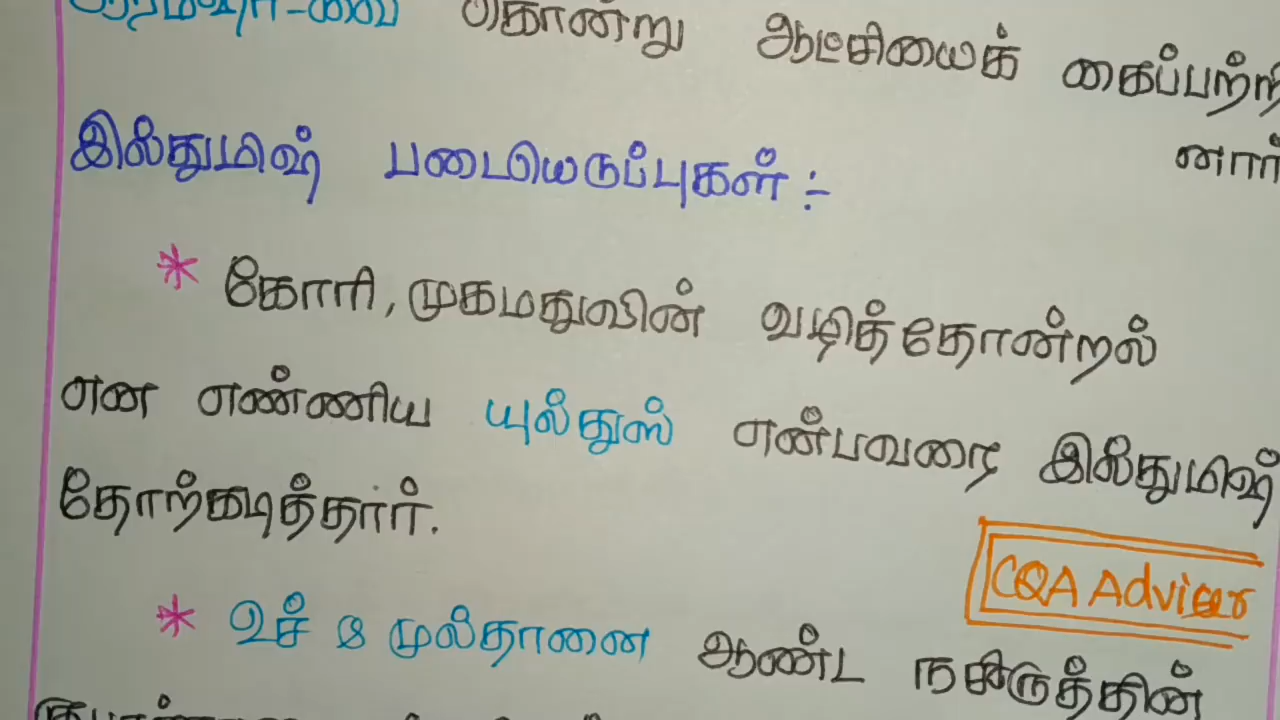 ஆரம்ஷா-வை கொன்று ஆட்சியைக் கைப்பற்றி
னார்
இல்துமிஷ் படையெடுப்புகள் :-
* கோரி, முகமதுவின் வழித்தோன்றல்
என எண்ணிய யுல்துஸ் என்பவரை இல்துமிஷ்
தோற்கடித்தார்.
CQA Adviser
* உச் & முல்தானை ஆண்ட நசிருத்தின்